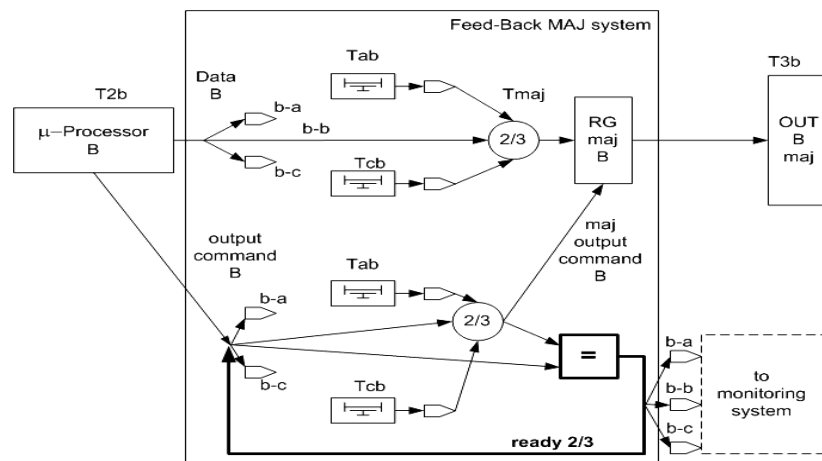 Feed-Back MAJ system
Tab
T3b
Data
B
T2b
Tmaj
b-a
μ-Processor
B
b-b
2/3
RG
maj
B
OUT
B
maj
b-c
Tcb
output
command
B
maj
output
command
B
Tab
b-a
2/3
b-a
=
to
monitoring
system
b-b
b-c
Tcb
b-c
ready 2/3